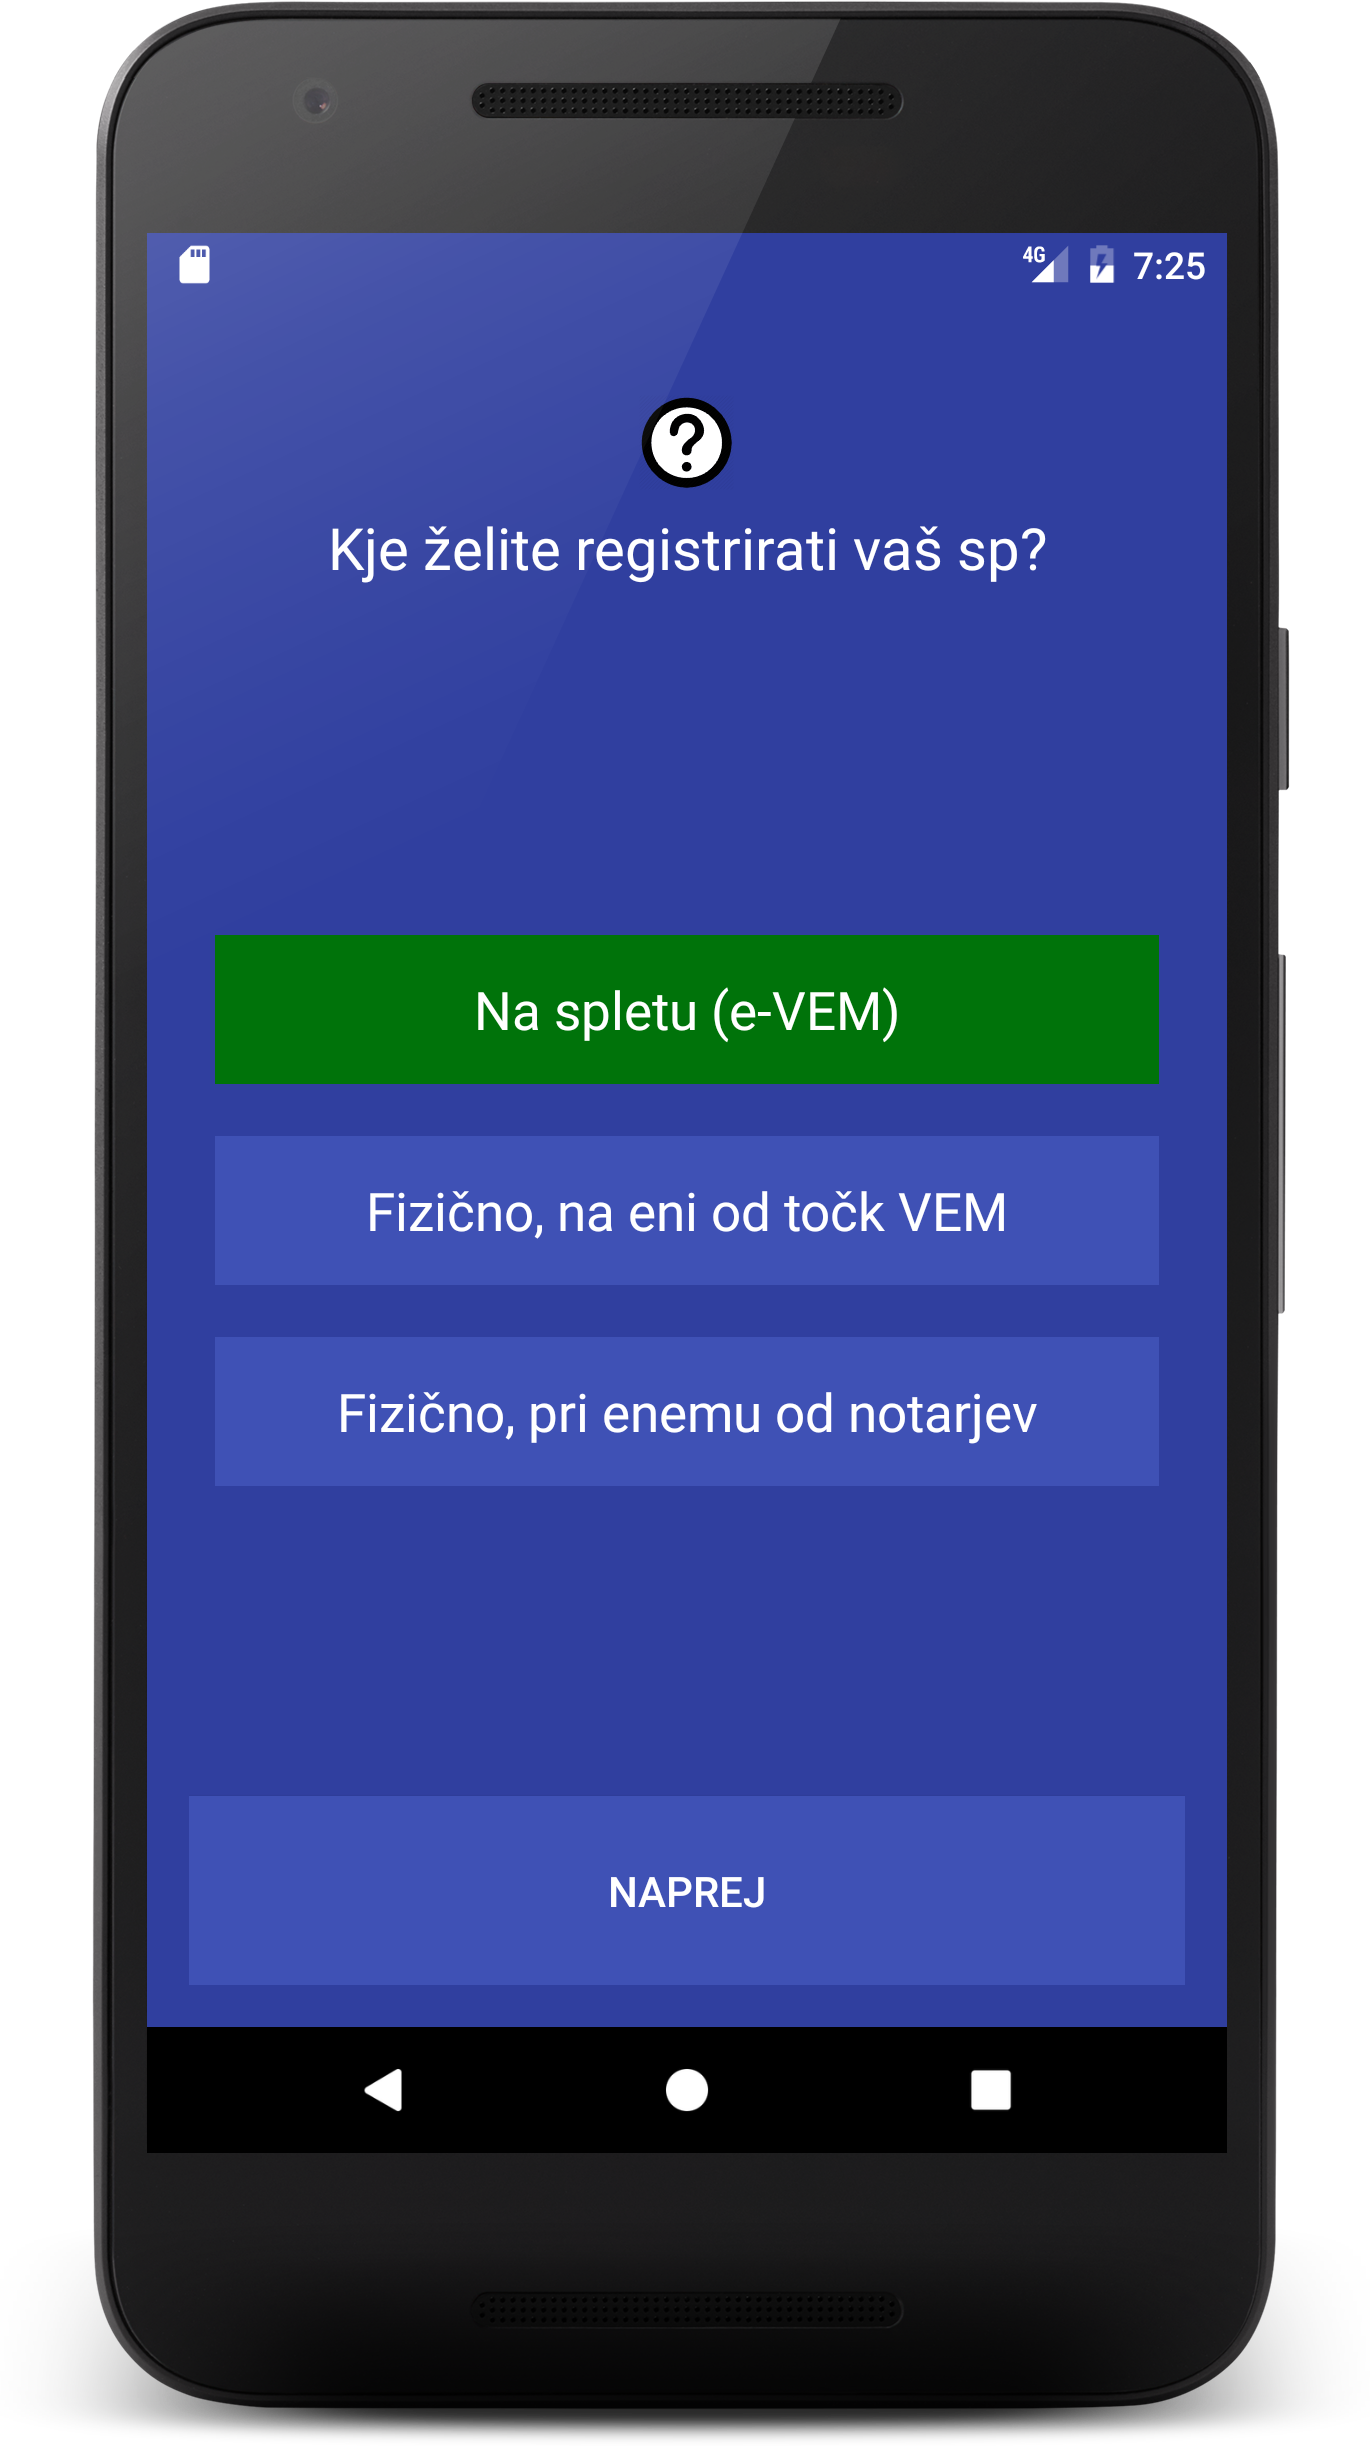 4G 7:25
Kje želite registrirati vaš sp?
Na spletu (e-VEM)
Fizično, na eni od točk VEM
Fizično, pri enemu od notarjev
NAPREJ